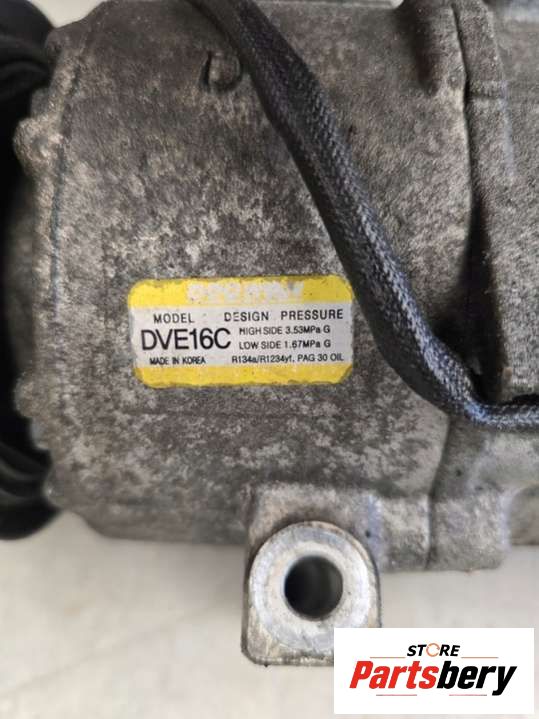 MODEL DESIGN PRESSURE
DVE16C HIGH SIDE 3.53MPa G
LOW SIDE 1.67MPa G
MADE IN KOREA R134a/R1234yf, PAG 30 OIL
STORE
Partsbery